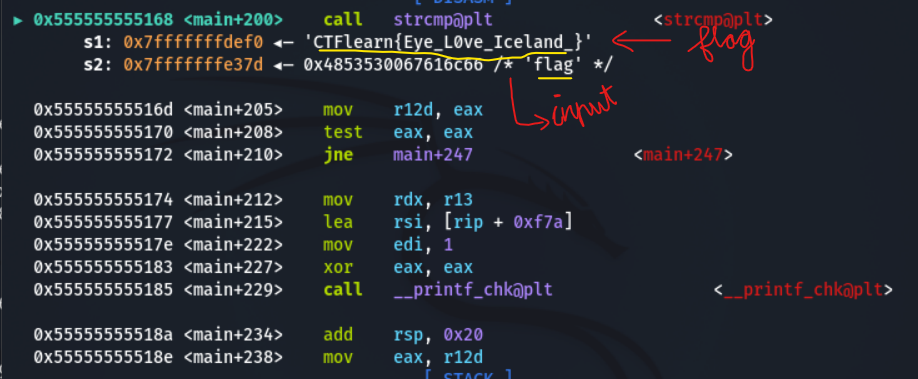 [ DISASM ]
► 0x555555555168 <main+200> call strcmp@plt <strcmp@plt>
s1: 0x7fffffffdef0 ◂— 'CTFlearn{Eye_L0ve_Iceland_}' flag
s2: 0x7fffffffe37d ◂— 0x4853530067616c66 /* 'flag' */
input
0x55555555516d <main+205> mov r12d, eax
0x555555555170 <main+208> test eax, eax
0x555555555172 <main+210> jne main+247 <main+247>
0x555555555174 <main+212> mov rdx, r13
0x555555555177 <main+215> lea rsi, [rip + 0xf7a]
0x55555555517e <main+222> mov edi, 1
0x555555555183 <main+227> xor eax, eax
0x555555555185 <main+229> call __printf_chk@plt <__printf_chk@plt>
0x55555555518a <main+234> add rsp, 0x20
0x55555555518e <main+238> mov eax, r12d
[ STACK ]